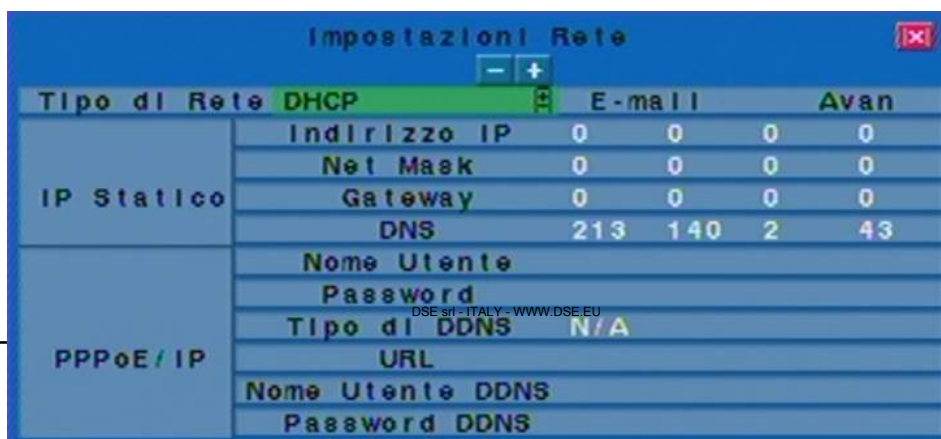 Impostazioni Rete
- +
Tipo di Rete DHCP E-mail Avan
Indirizzo IP 0 0 0 0
Net Mask 0 0 0 0
IP Statico Gateway 0 0 0 0
DNS 213 140 2 43
Nome Utente
Password
DSE srl - ITALY - WWW.DSE.EU
Tipo di DDNS N/A
PPPoE/IP URL
Nome Utente DDNS
Password DDNS